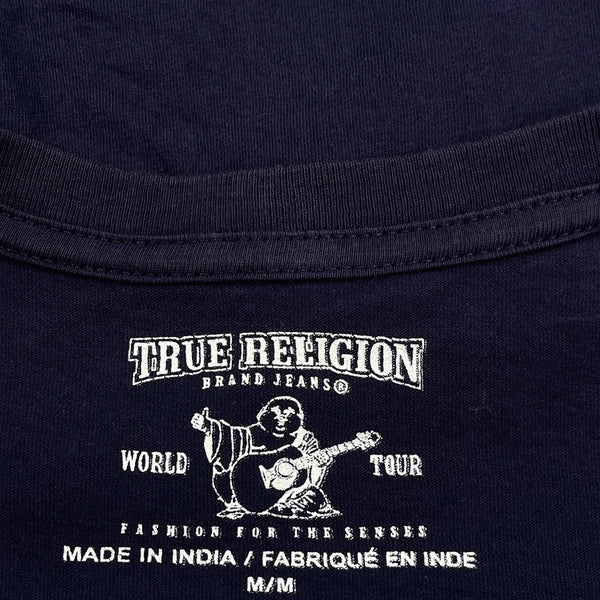 TRUE RELIGION
BRAND JEANS®
WORLD TOUR
FASHION FOR THE SENSES
MADE IN INDIA / FABRIQUÉ EN INDE
M/M